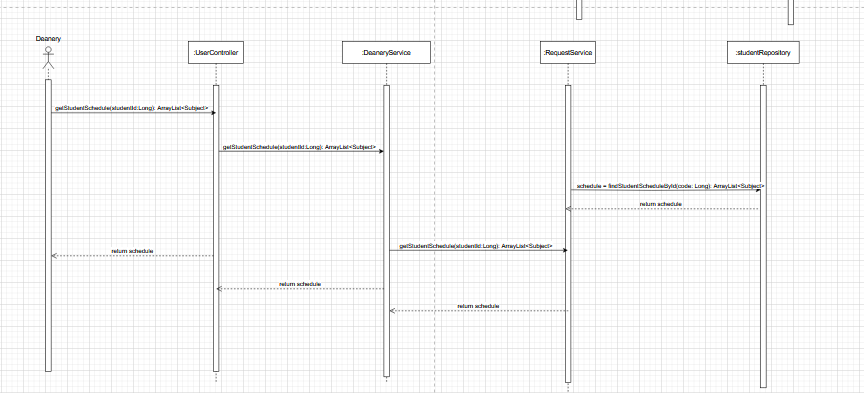 Deanery
:UserController
:DeaneryService
:RequestService
:studentRepository
getStudentSchedule(studentId:Long): ArrayList<Subject>
getStudentSchedule(studentId:Long): ArrayList<Subject>
schedule = findStudentScheduleById(code: Long): ArrayList<Subject>
return schedule
getStudentSchedule(studentId:Long): ArrayList<Subject>
return schedule
return schedule
return schedule